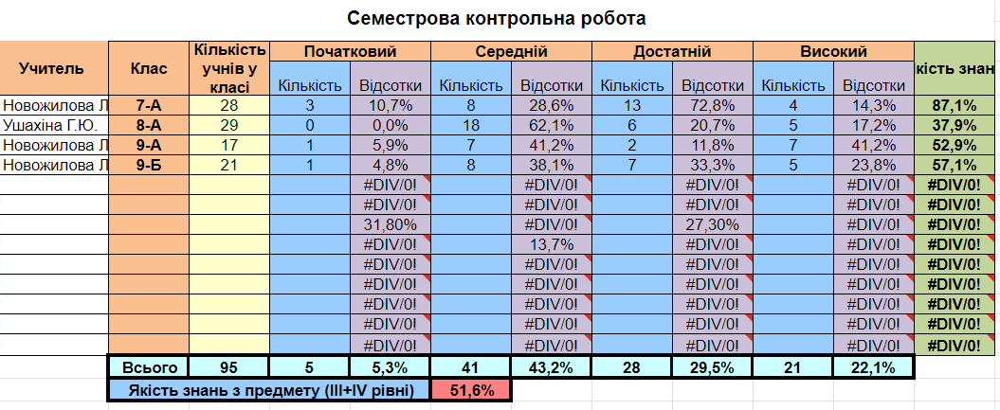 Семестрова контрольна робота
Учитель Клас Кількість учнів у класі Початковий Середній Достатній Високий кість знан
Кількість Відсотки Кількість Відсотки Кількість Відсотки Кількість Відсотки
Новожилова Л 7-А 28 3 10,7% 8 28,6% 13 72,8% 4 14,3% 87,1%
Ушахіна Г.Ю. 8-А 29 0 0,0% 18 62,1% 6 20,7% 5 17,2% 37,9%
Новожилова Л 9-А 17 1 5,9% 7 41,2% 2 11,8% 7 41,2% 52,9%
Новожилова Л 9-Б 21 1 4,8% 8 38,1% 7 33,3% 5 23,8% 57,1%
#DIV/0! #DIV/0! #DIV/0! #DIV/0! #DIV/0!
#DIV/0! #DIV/0! #DIV/0! #DIV/0! #DIV/0!
31,80% #DIV/0! 27,30% #DIV/0! #DIV/0!
#DIV/0! 13,7% #DIV/0! #DIV/0! #DIV/0!
#DIV/0! #DIV/0! #DIV/0! #DIV/0! #DIV/0!
#DIV/0! #DIV/0! #DIV/0! #DIV/0! #DIV/0!
#DIV/0! #DIV/0! #DIV/0! #DIV/0! #DIV/0!
#DIV/0! #DIV/0! #DIV/0! #DIV/0! #DIV/0!
#DIV/0! #DIV/0! #DIV/0! #DIV/0! #DIV/0!
Всього 95 5 5,3% 41 43,2% 28 29,5% 21 22,1%
Якість знань з предмету (III+IV рівні) 51,6%